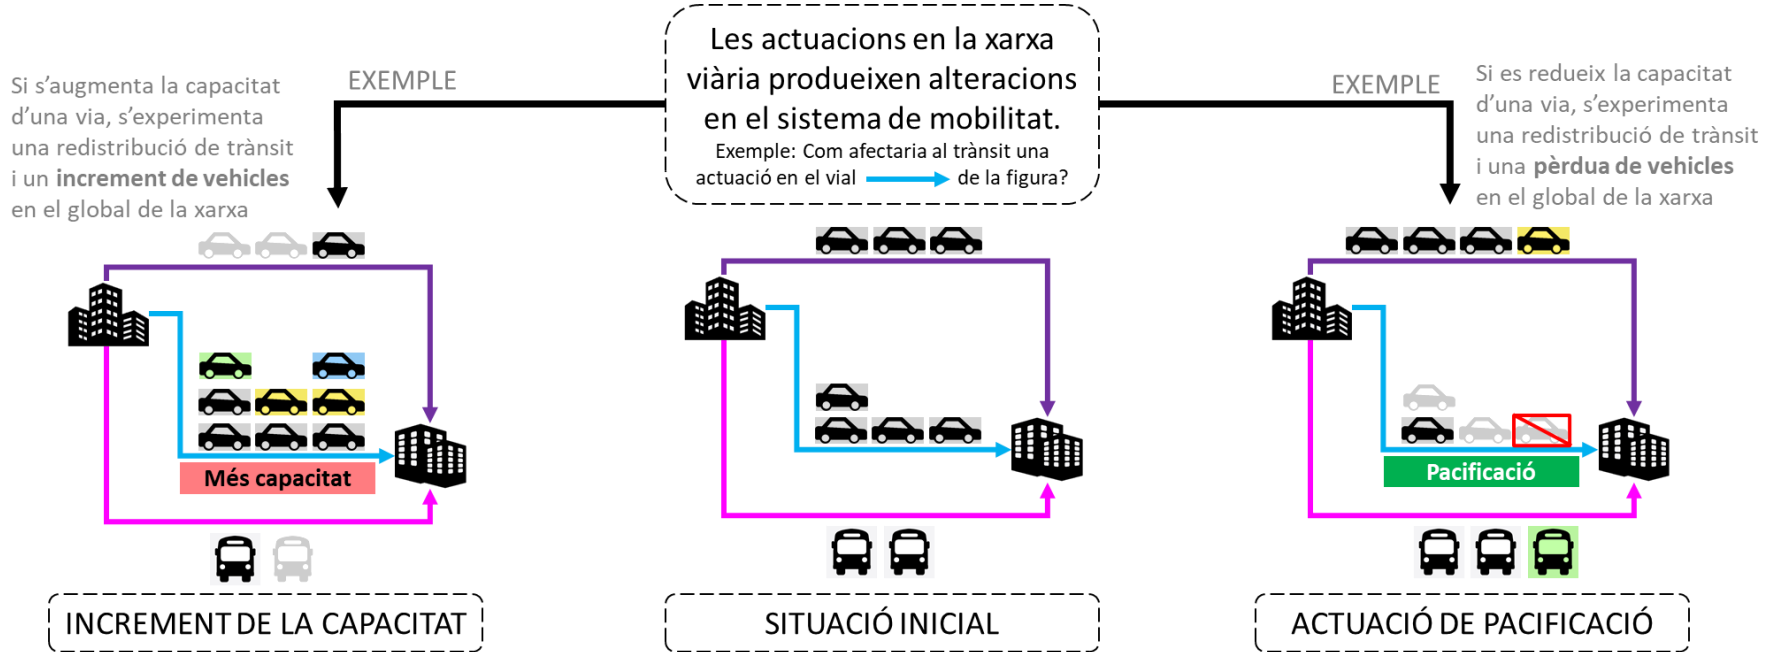 Les actuacions en la xarxa
viària produeixen alteracions
en el sistema de mobilitat.
Exemple: Com afectaria al trànsit una
actuació en el vial de la figura?
EXEMPLE
Si s’augmenta la capacitat
d’una via, s’experimenta
una redistribució de trànsit
i un increment de vehicles
en el global de la xarxa
EXEMPLE
Si es redueix la capacitat
d’una via, s’experimenta
una redistribució de trànsit
i una pèrdua de vehicles
en el global de la xarxa
Més capacitat
Pacificació
INCREMENT DE LA CAPACITAT
SITUACIÓ INICIAL
ACTUACIÓ DE PACIFICACIÓ